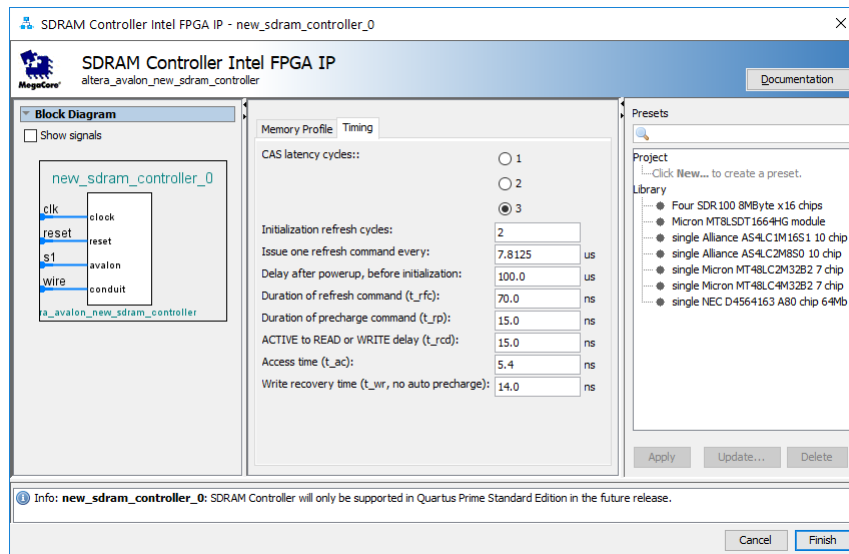 SDRAM Controller Intel FPGA IP - new_sdram_controller_0
MegaCore'
SDRAM Controller Intel FPGA IP
altera_avalon_new_sdram_controller
Documentation
Block Diagram
Show signals
new_sdram_controller_0
clk
clock
reset
reset
s1
avalon
wire
conduit
ra_avalon_new_sdram_controller
Memory Profile
Timing
CAS latency cycles::
1
2
3
Initialization refresh cycles:
2
Issue one refresh command every:
7.8125
us
Delay after powerup, before initialization:
100.0
us
Duration of refresh command (t_rfc):
70.0
ns
Duration of precharge command (t_rp):
15.0
ns
ACTIVE to READ or WRITE delay (t_rcd):
15.0
ns
Access time (t_ac):
5.4
ns
Write recovery time (t_wr, no auto precharge):
14.0
ns
Presets
Project
Click New... to create a preset.
Library
Four SDR100 8MByte x16 chips
Micron MT8LSDT1664HG module
single Alliance AS4LC1M16S1 10 chip
single Alliance AS4LC2M8S0 10 chip
single Micron MT48LC2M32B2 7 chip
single Micron MT48LC4M32B2 7 chip
single NEC D4564163 A80 chip 64Mb
Apply
Update...
Delete
Info: new_sdram_controller_0: SDRAM Controller will only be supported in Quartus Prime Standard Edition in the future release.
Cancel
Finish